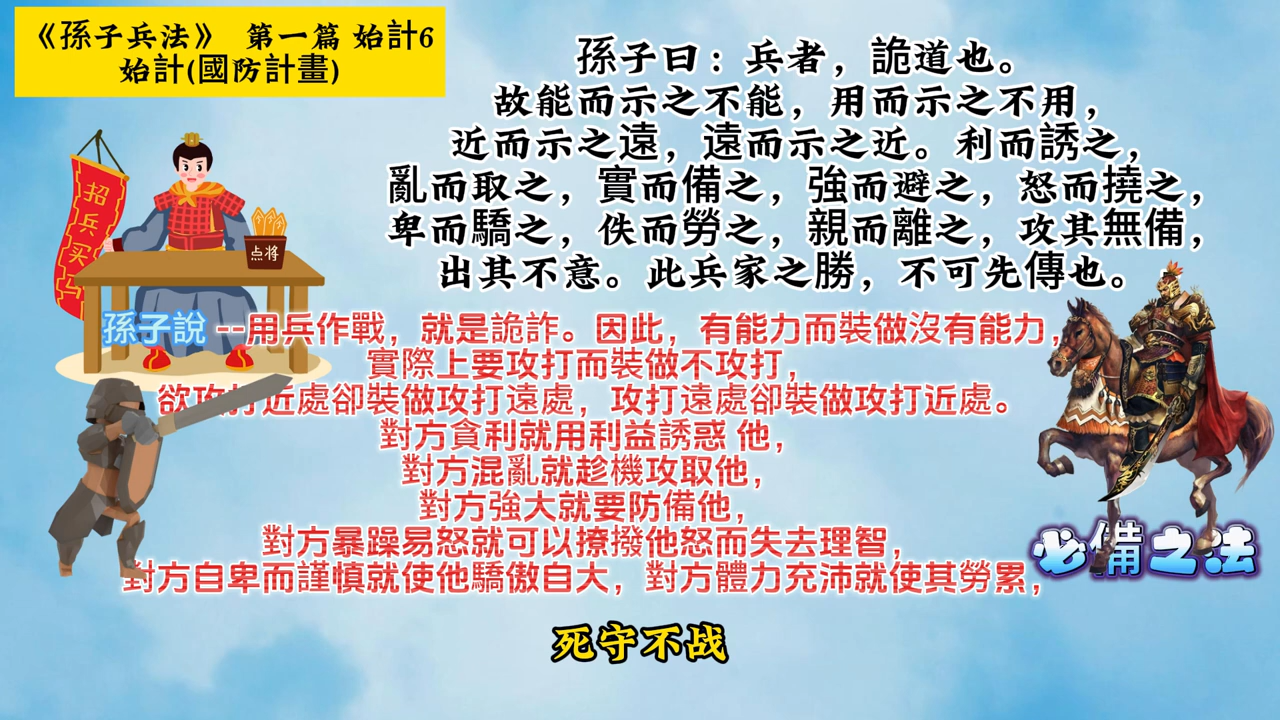 《孫子兵法》 第一篇 始計6
始計(國防計畫)
孫子曰：兵者，詭道也。
故能而示之不能，用而示之不用，
近而示之遠，遠而示之近。利而誘之，
亂而取之，實而備之，強而避之，怒而撓之，
卑而驕之，佚而勞之，親而離之，攻其無備，
出其不意。此兵家之勝，不可先傳也。
招兵买马
点将
孫子說 --用兵作戰，就是詭詐。因此，有能力而裝做沒有能力，
實際上要攻打而裝做不攻打，
欲攻打近處卻裝做攻打遠處，攻打遠處卻裝做攻打近處。
對方貪利就用利益誘惑 他，
對方混亂就趁機攻取他，
對方強大就要防備他，
對方暴躁易怒就可以撩撥他怒而失去理智，
對方自卑而謹慎就使他驕傲自大，對方體力充沛就使其勞累，
必備之法
死守不战